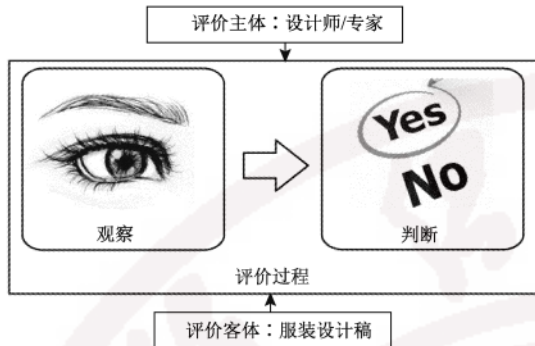 评价主体：设计师/专家
Yes
No
观察
判断
评价过程
评价客体：服装设计稿